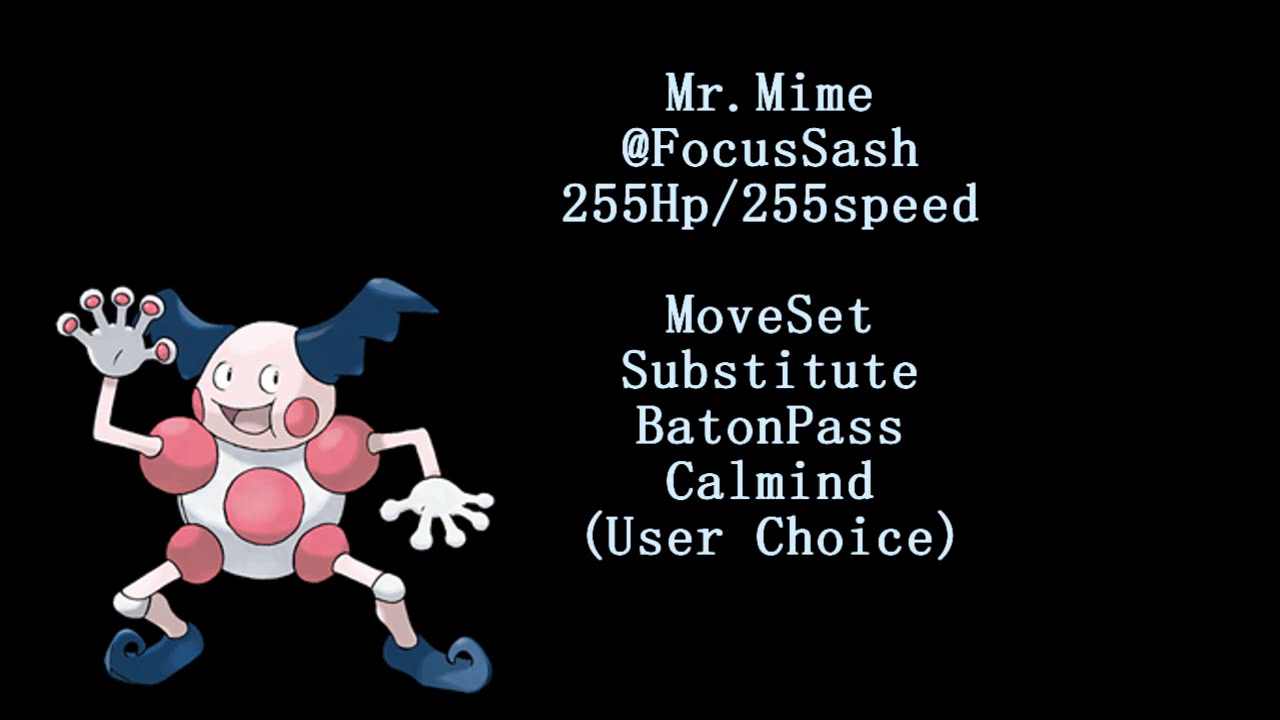 Mr.Mime
@FocusSash
255Hp/255speed
MoveSet
Substitute
BatonPass
Calmind
(User Choice)